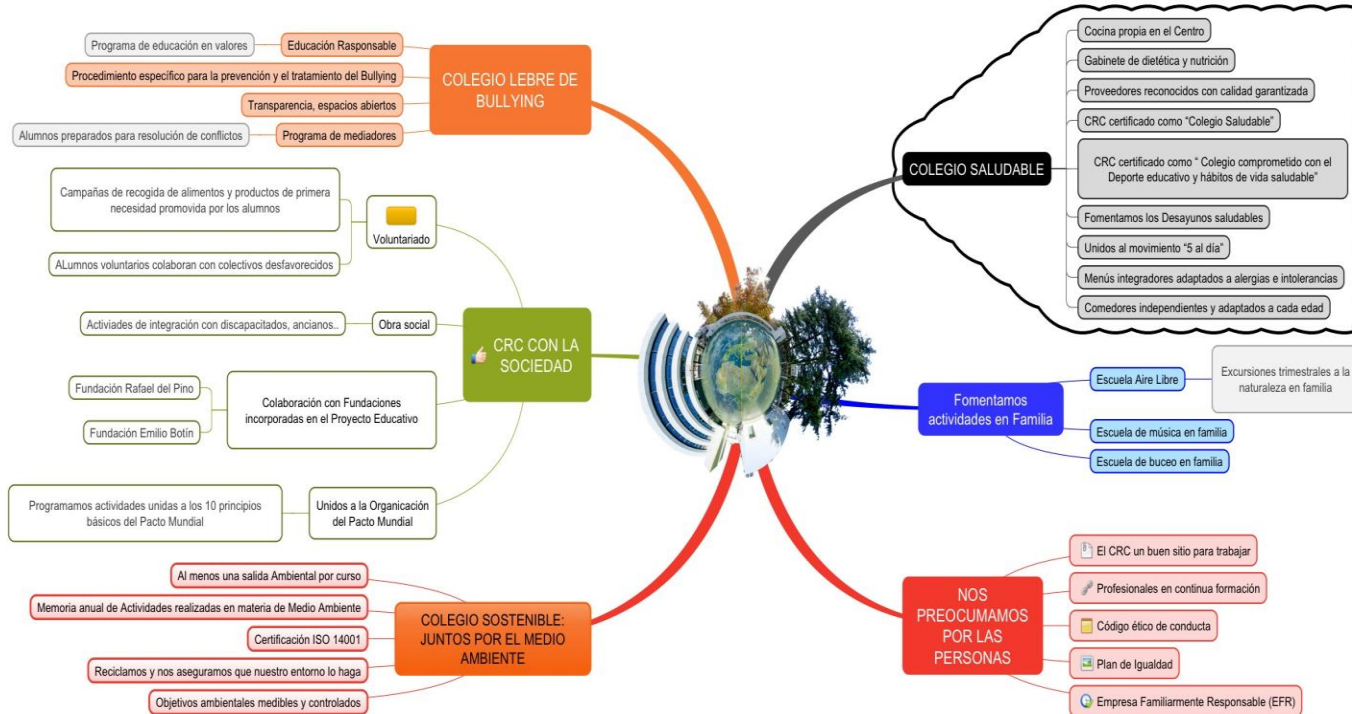 COLEGIO LEBRE DE
BULLYING
Educación Rasponsable
Programa de educación en valores
Procedimiento específico para la prevención y el tratamiento del Bullying
Transparencia, espacios abiertos
Programa de mediadores
Alumnos preparados para resolución de conflictos
CRC CON LA
SOCIEDAD
Voluntariado
Campañas de recogida de alimentos y productos de primera
necesidad promovida por los alumnos
ALumnos voluntarios colaboran con colectivos desfavorecidos
Obra social
Activiades de integración con discapacitados, ancianos..
Colaboración con Fundaciones
incorporadas en el Proyecto Educativo
Fundación Rafael del Pino
Fundación Emilio Botín
Unidos a la Organicación
del Pacto Mundial
Programamos actividades unidas a los 10 principios
básicos del Pacto Mundial
COLEGIO SOSTENIBLE:
JUNTOS POR EL MEDIO
AMBIENTE
Al menos una salida Ambiental por curso
Memoria anual de Actividades realizadas en materia de Medio Ambiente
Certificación ISO 14001
Reciclamos y nos aseguramos que nuestro entorno lo haga
Objetivos ambientales medibles y controlados
COLEGIO SALUDABLE
Cocina propia en el Centro
Gabinete de dietética y nutrición
Proveedores reconocidos con calidad garantizada
CRC certificado como “Colegio Saludable”
CRC certificado como “ Colegio comprometido con el
Deporte educativo y hábitos de vida saludable”
Fomentamos los Desayunos saludables
Unidos al movimiento “5 al día”
Menús integradores adaptados a alergias e intolerancias
Comedores independientes y adaptados a cada edad
Fomentamos
actividades en Familia
Escuela Aire Libre
Excursiones trimestrales a la
naturaleza en familia
Escuela de música en familia
Escuela de buceo en familia
NOS
PREOCUMAMOS
POR LAS
PERSONAS
El CRC un buen sitio para trabajar
Profesionales en continua formación
Código ético de conducta
Plan de Igualdad
Empresa Familiarmente Responsable (EFR)